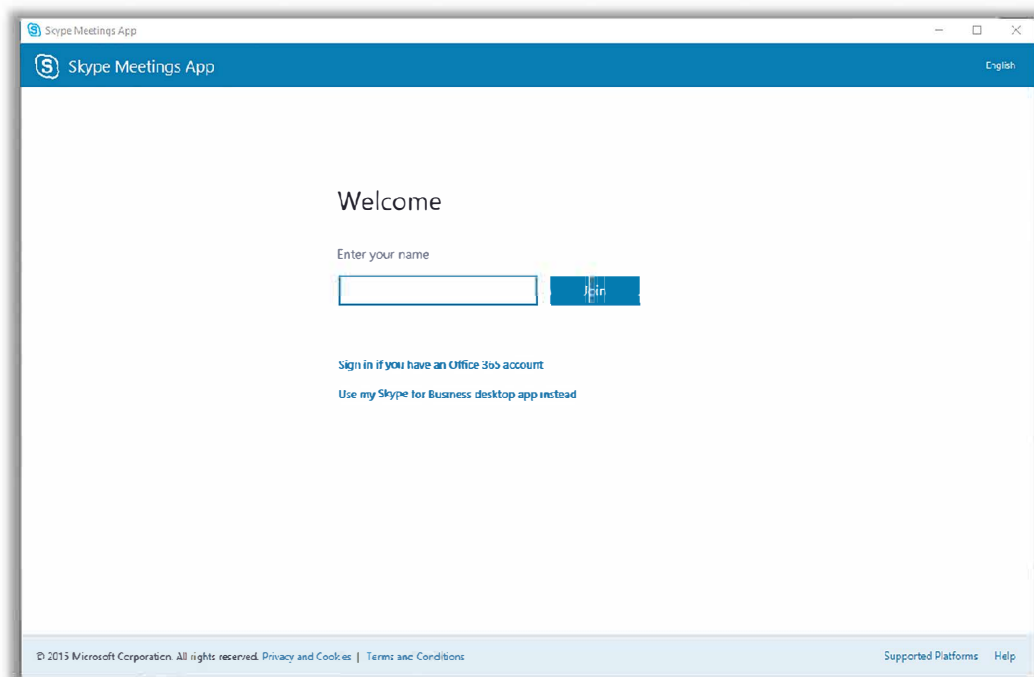 Skype Meetings App
Skype Meetings App
English
Welcome
Enter your name
Join
Sign in if you have an Office 365 account
Use my Skype for Business desktop app instead
© 2015 Microsoft Corporation. All rights reserved. Privacy and Cookies | Terms and Conditions
Supported Platforms Help